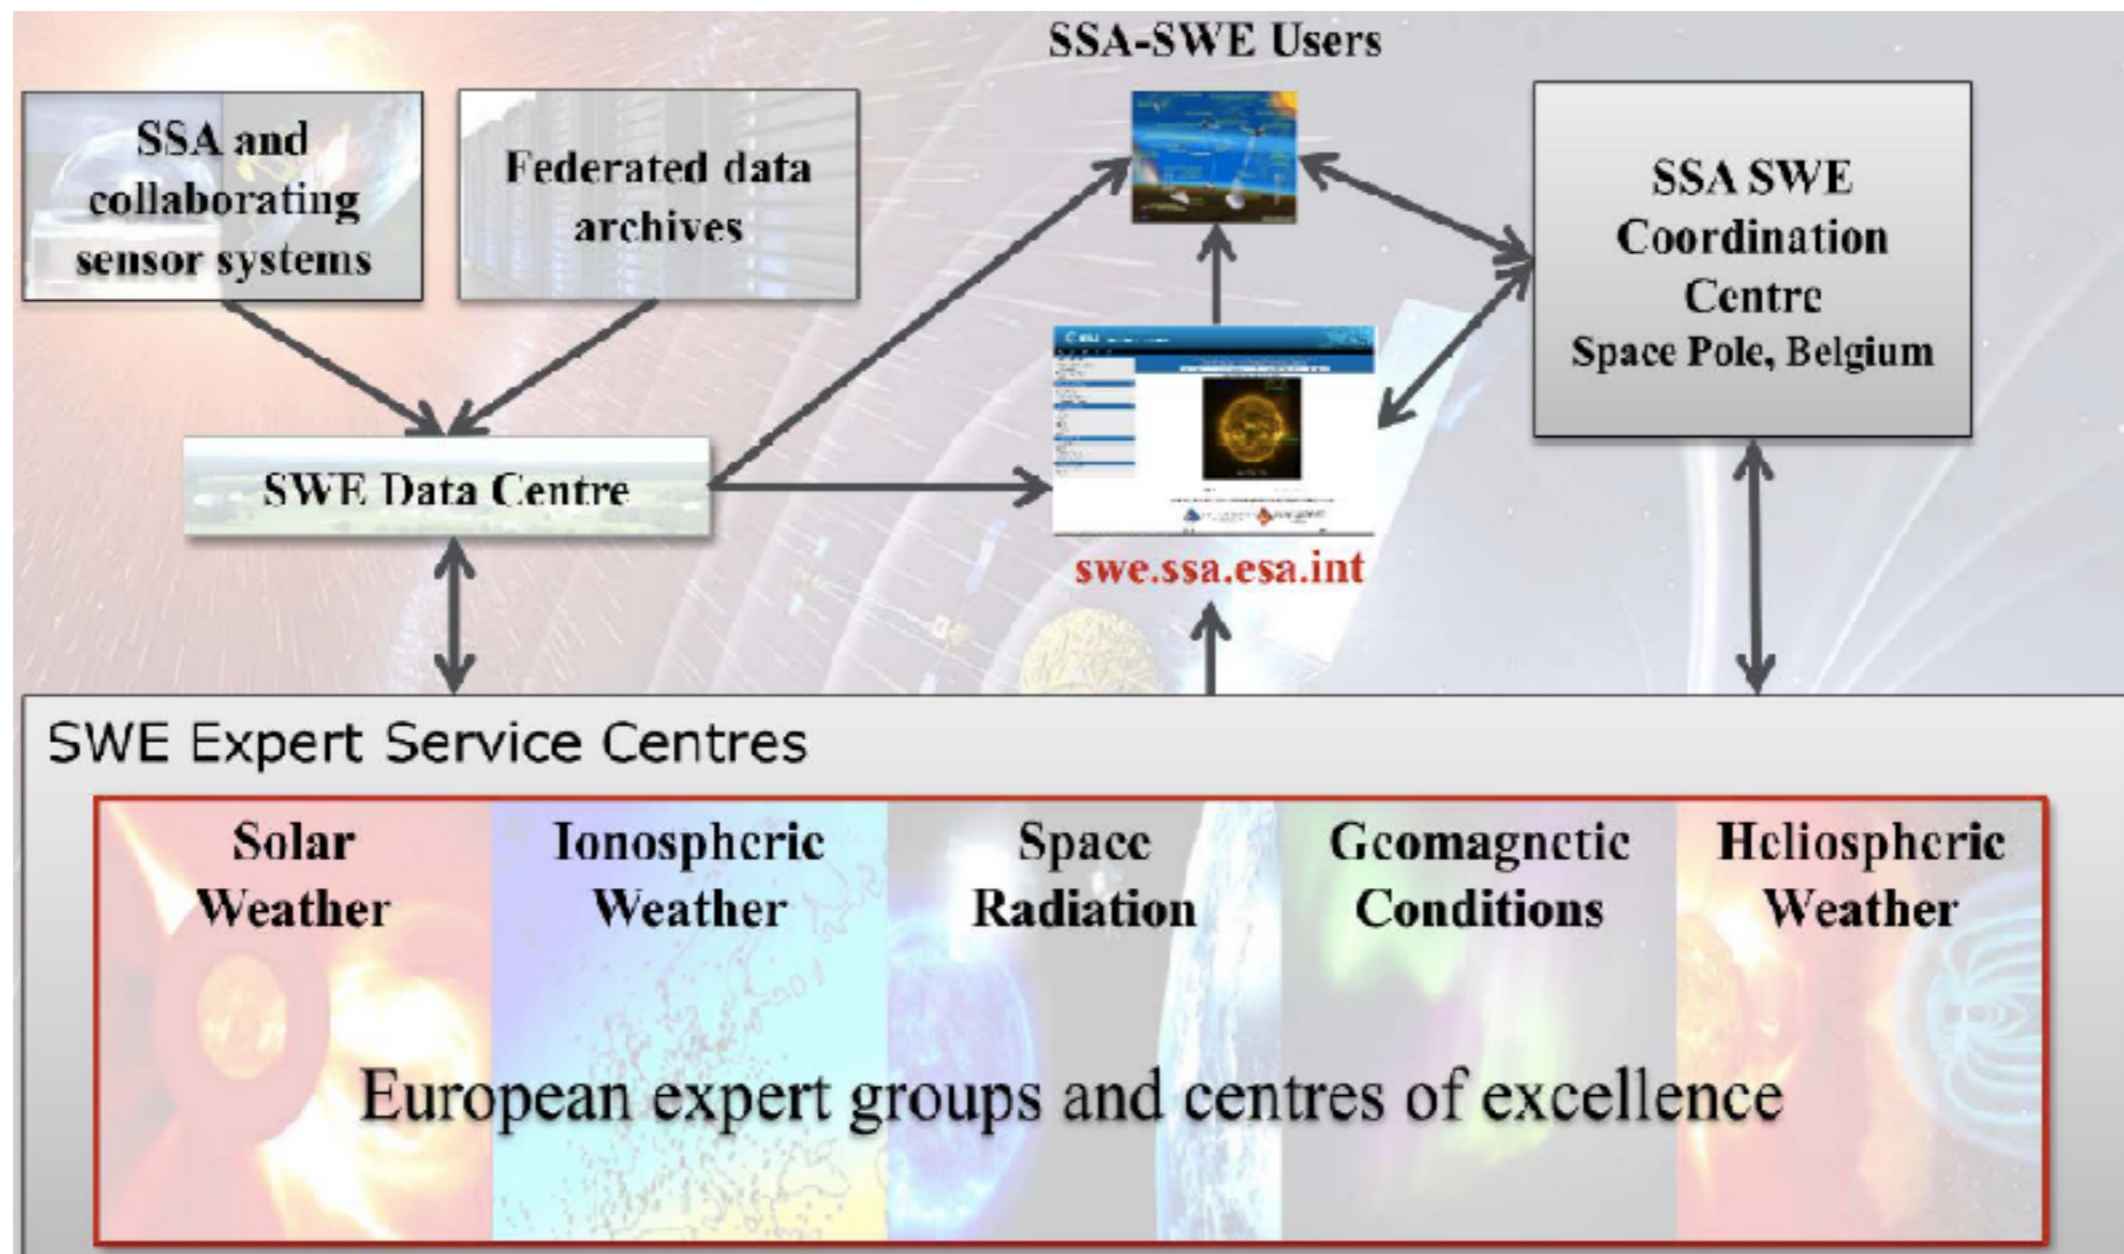 SSA-SWE Users
SSA and
collaborating
sensor systems
Federated data
archives
SSA SWE
Coordination
Centre
Space Pole, Belgium
SWE Data Centre
esa
swe.ssa.esa.int
SWE Expert Service Centres
Solar
Weather
Ionospheric
Weather
Space
Radiation
Geomagnetic
Conditions
Heliospheric
Weather
European expert groups and centres of excellence